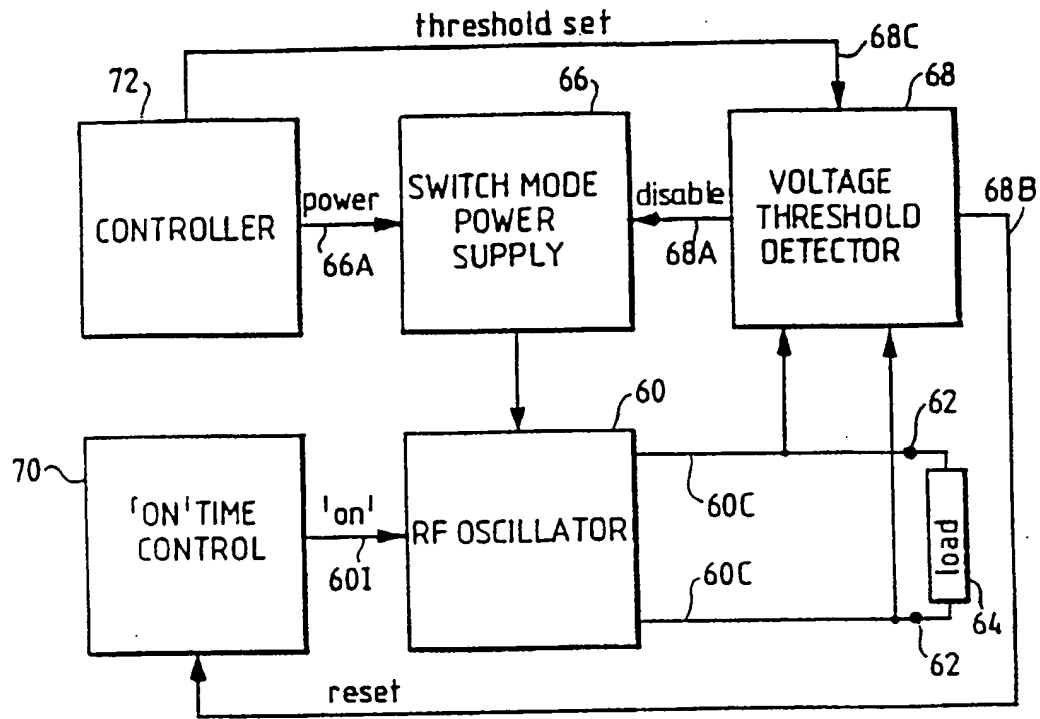 threshold set
68C
72
66
68
CONTROLLER
power
66A
SWITCH MODE
POWER
SUPPLY
disable
68A
VOLTAGE
THRESHOLD
DETECTOR
68B
60
62
70
'ON' TIME
CONTROL
'on'
60I
RF OSCILLATOR
60C
60C
load
64
62
reset